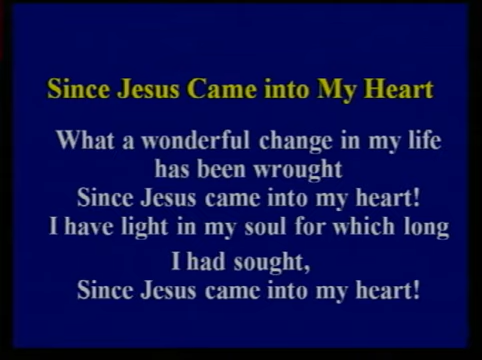 Since Jesus Came into My Heart
What a wonderful change in my life
has been wrought
Since Jesus came into my heart!
I have light in my soul for which long
I had sought,
Since Jesus came into my heart!